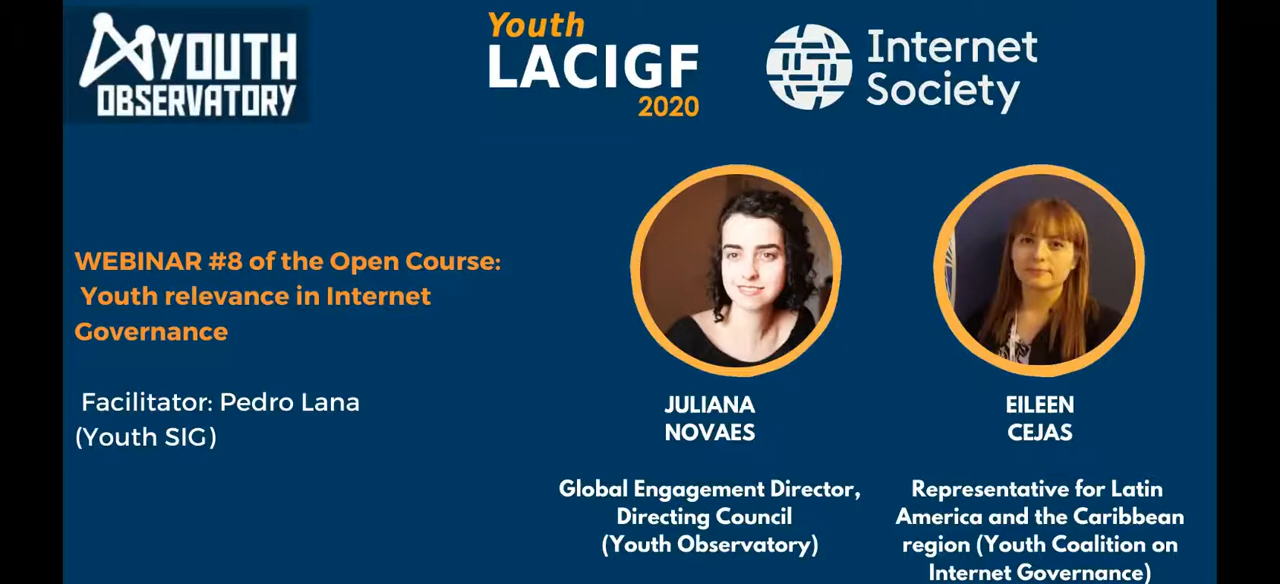 YOUTH
OBSERVATORY
Youth
LACIGF
2020
Internet
Society
WEBINAR #8 of the Open Course:
Youth relevance in Internet
Governance
Facilitator: Pedro Lana
(Youth SIG)
JULIANA
NOVAES
Global Engagement Director,
Directing Council
(Youth Observatory)
EILEEN
CEJAS
Representative for Latin
America and the Caribbean
region (Youth Coalition on
Internet Governance)